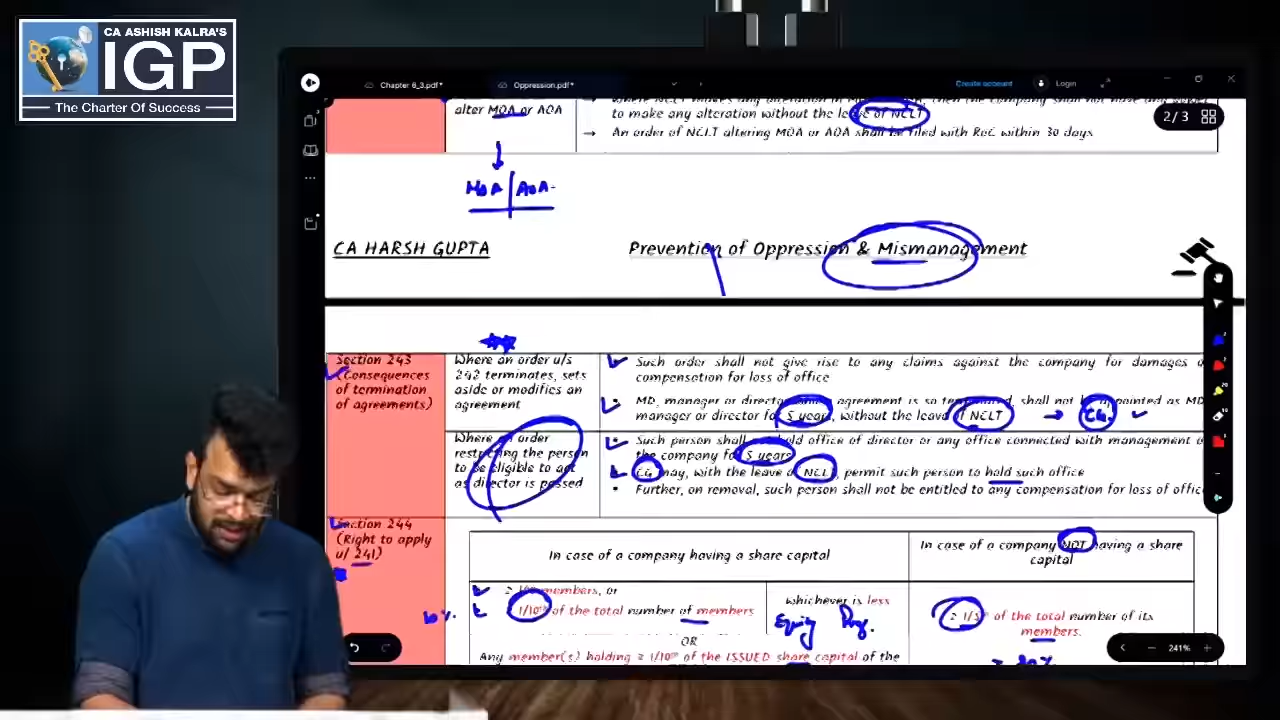 CA ASHISH KALRA'S
IGP
The Charter Of Success
Chapter 6_3.pdf*
Oppression.pdf*
Create account
Login
2 / 3
alter MOA or AOA
to make any alteration without the leave of NCLT
→ An order of NCLT altering MOA or AOA shall be filed with RoC within 30 days
MOA | AOA
CA HARSH GUPTA
Prevention of Oppression & Mismanagement
Section 243
(Consequences
of termination
of agreements)
Where an order u/s
242 terminates, sets
aside or modifies an
agreement
Such order shall not give rise to any claims against the company for damages
compensation for loss of office
MD, manager or director agreement is so shall not be appointed as MD
manager or director for 5 years, without the leave of NCLT → CG
Where an order
restricting the person
to be eligible to act
as director is passed
Such person shall not hold office of director or any office connected with management
the company for 5 years
CG may, with the leave of NCLT, permit such person to hold such office
• Further, on removal, such person shall not be entitled to any compensation for loss of offic
Section 244
(Right to apply
u/ 241)
In case of a company having a share capital
In case of a company NOT having a share
capital
members, or
10%. 1/10th of the total number of members
whichever is less
Equity
≥ 1/5th of the total number of its
members.
OR
Any member(s) holding ≥ 1/10th of the ISSUED share capital of the
241%